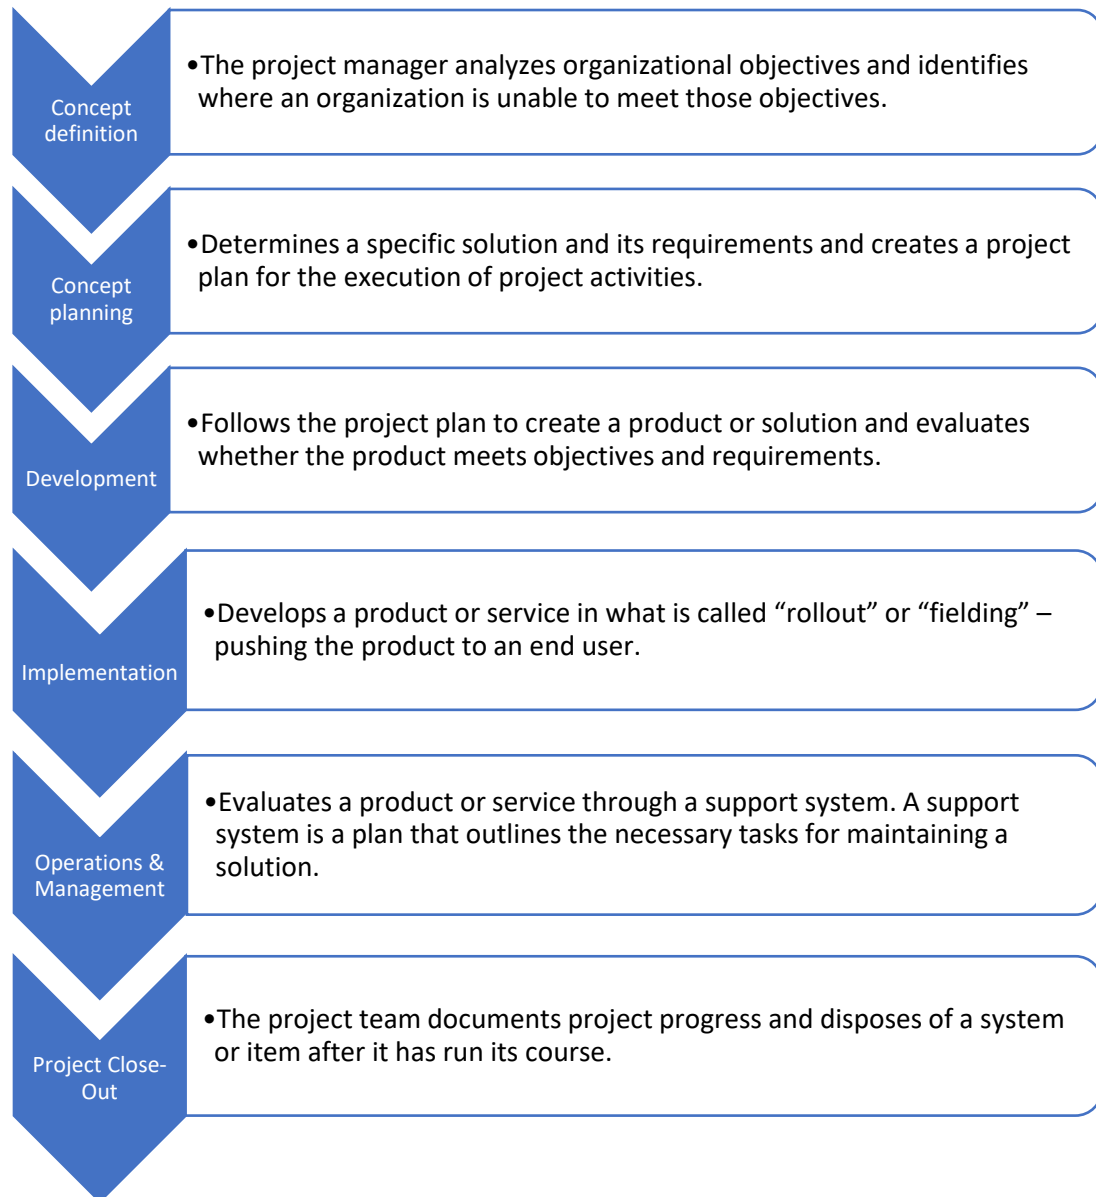 Concept
definition
•The project manager analyzes organizational objectives and identifies
where an organization is unable to meet those objectives.
Concept
planning
•Determines a specific solution and its requirements and creates a project
plan for the execution of project activities.
Development
•Follows the project plan to create a product or solution and evaluates
whether the product meets objectives and requirements.
Implementation
•Develops a product or service in what is called “rollout” or “fielding” –
pushing the product to an end user.
Operations &
Management
•Evaluates a product or service through a support system. A support
system is a plan that outlines the necessary tasks for maintaining a
solution.
Project Close-
Out
•The project team documents project progress and disposes of a system
or item after it has run its course.